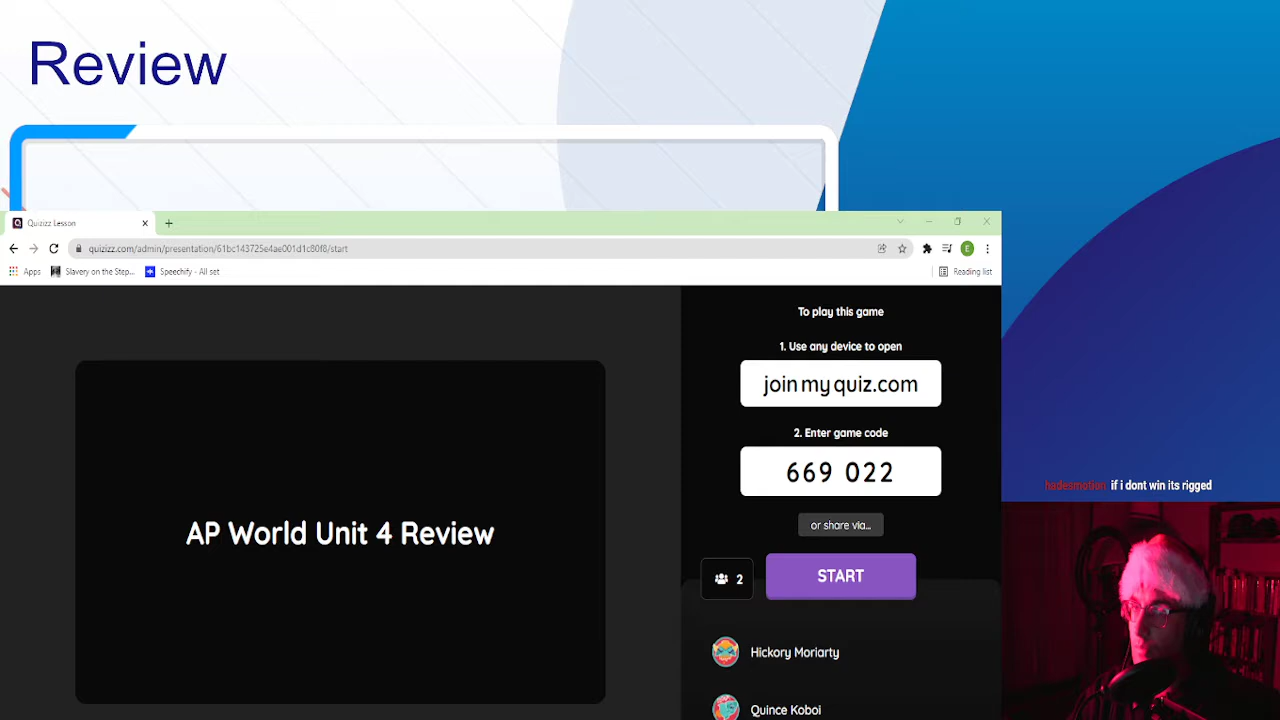 Review
Quizizz Lesson
quizizz.com/admin/presentation/61bc143725e4ae001d1c80f8/start
E
Apps
Slavery on the Step...
Speechify - All set
Reading list
AP World Unit 4 Review
To play this game
1. Use any device to open
joinmyquiz.com
2. Enter game code
669 022
or share via...
2
START
Hickory Moriarty
Quince Koboi
hadesmotion if i dont win its rigged